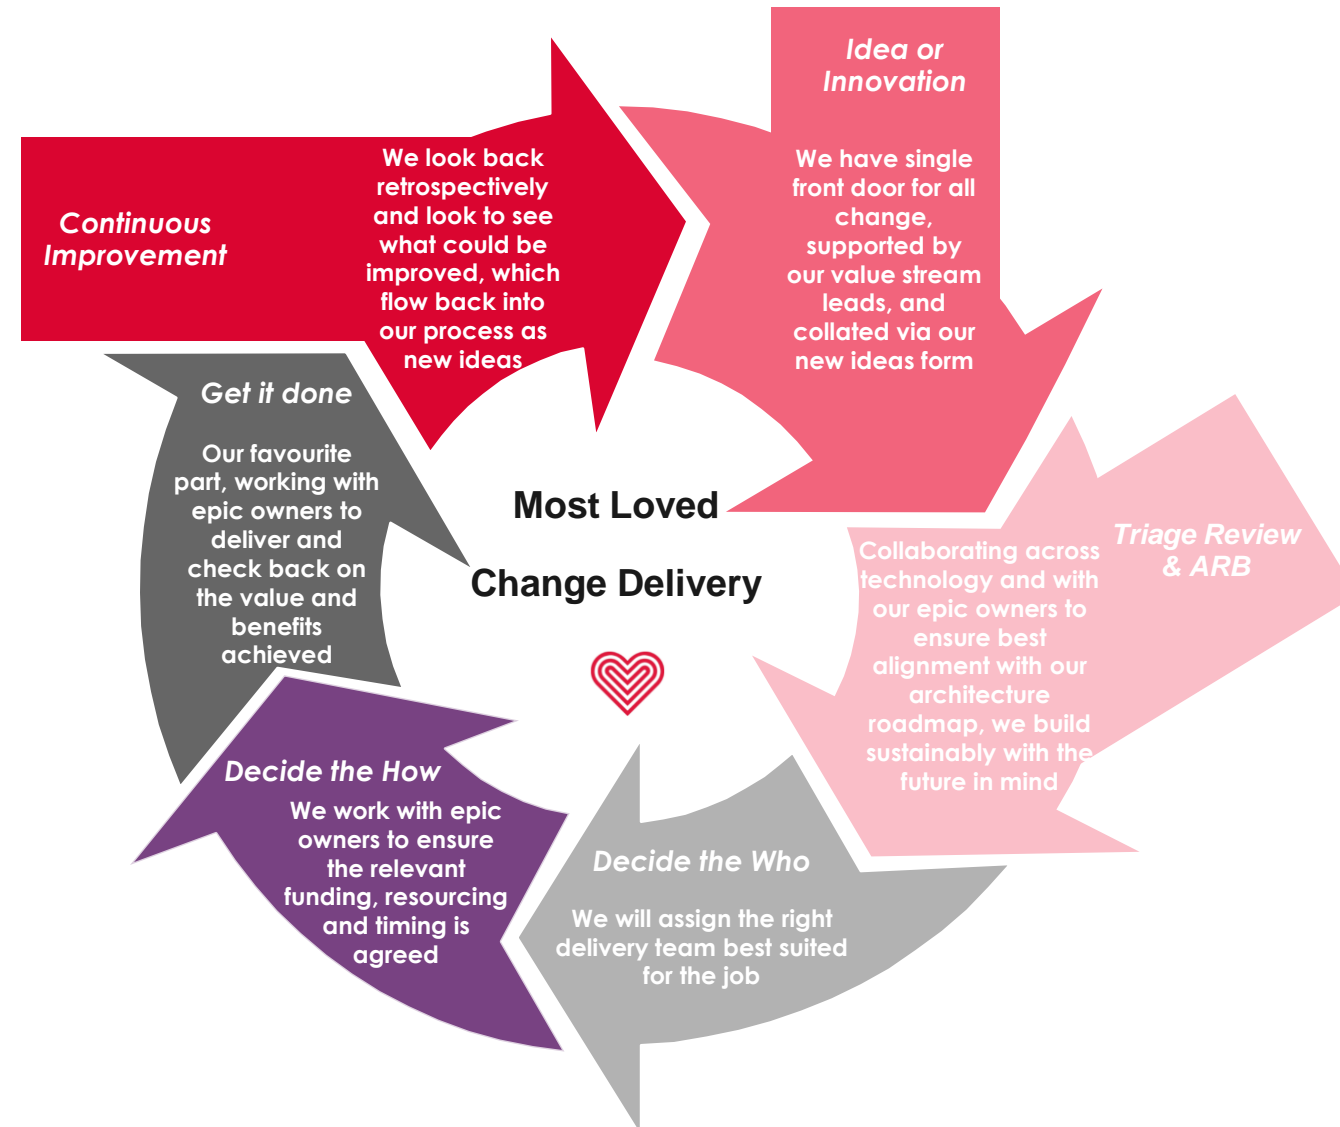 Continuous
Improvement
We look back
retrospectively
and look to see
what could be
improved, which
flow back into
our process as
new ideas
Idea or
Innovation
We have single
front door for all
change,
supported by
our value stream
leads, and
collated via our
new ideas form
Triage Review
& ARB
Collaborating across
technology and with
our epic owners to
ensure best
alignment with our
architecture
roadmap, we build
sustainably with the
future in mind
Decide the Who
We will assign the right
delivery team best suited
for the job
Decide the How
We work with epic
owners to ensure
the relevant
funding, resourcing
and timing is
agreed
Get it done
Our favourite
part, working with
epic owners to
deliver and
check back on
the value and
benefits
achieved
Most Loved
Change Delivery